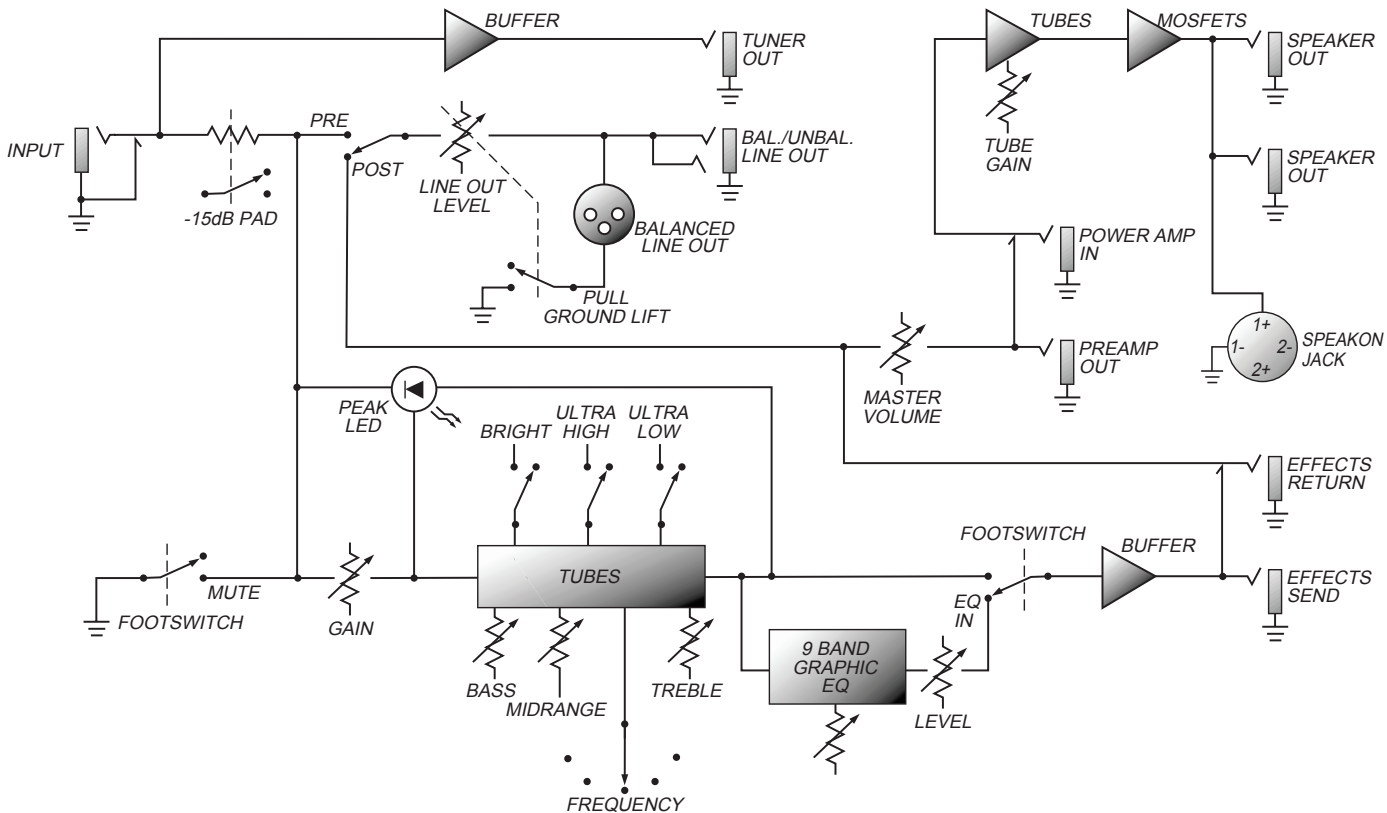 BUFFER
TUNER
OUT
TUBES
MOSFETS
SPEAKER
OUT
INPUT
PRE
POST
-15dB PAD
LINE OUT
LEVEL
BAL./UNBAL.
LINE OUT
BALANCED
LINE OUT
PULL
GROUND LIFT
TUBE
GAIN
SPEAKER
OUT
POWER AMP
IN
PREAMP
OUT
1+
1-
2-
2+
SPEAKON
JACK
MASTER
VOLUME
PEAK
LED
BRIGHT
ULTRA
HIGH
ULTRA
LOW
EFFECTS
RETURN
FOOTSWITCH
MUTE
GAIN
TUBES
BASS
MIDRANGE
TREBLE
FREQUENCY
FOOTSWITCH
BUFFER
EFFECTS
SEND
EQ
IN
9 BAND
GRAPHIC
EQ
LEVEL